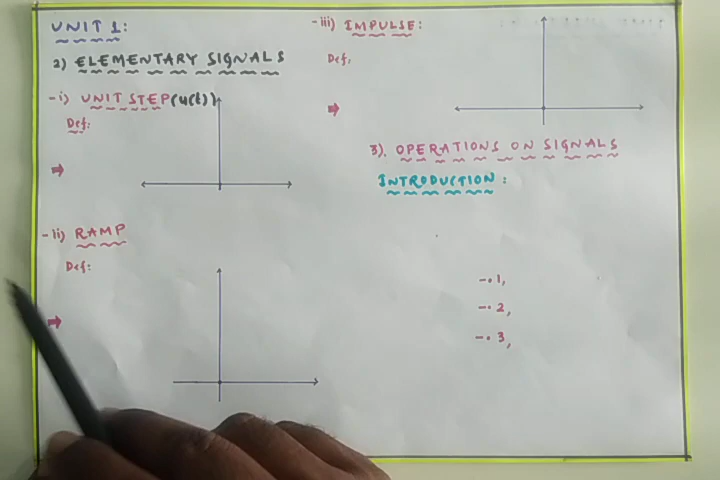 UNIT 1:
2) ELEMENTARY SIGNALS
-i) UNIT STEP(u(t))
Def:
-ii) RAMP
Def:
-iii) IMPULSE:
Def,
3). OPERATIONS ON SIGNALS
INTRODUCTION:
-. 1,
-. 2,
-. 3,